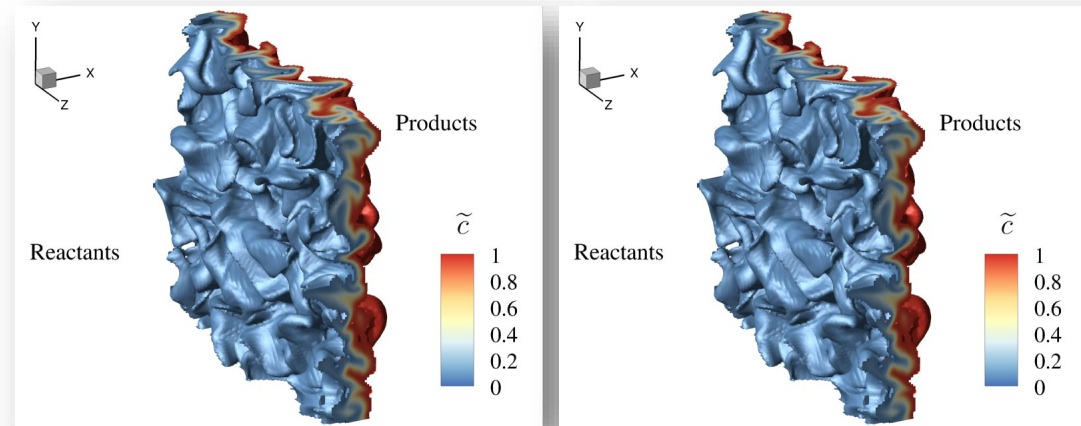 Y
X
Z
Products
Reactants
c̃
1
0.8
0.6
0.4
0.2
0
Y
X
Z
Products
Reactants
c̃
1
0.8
0.6
0.4
0.2
0